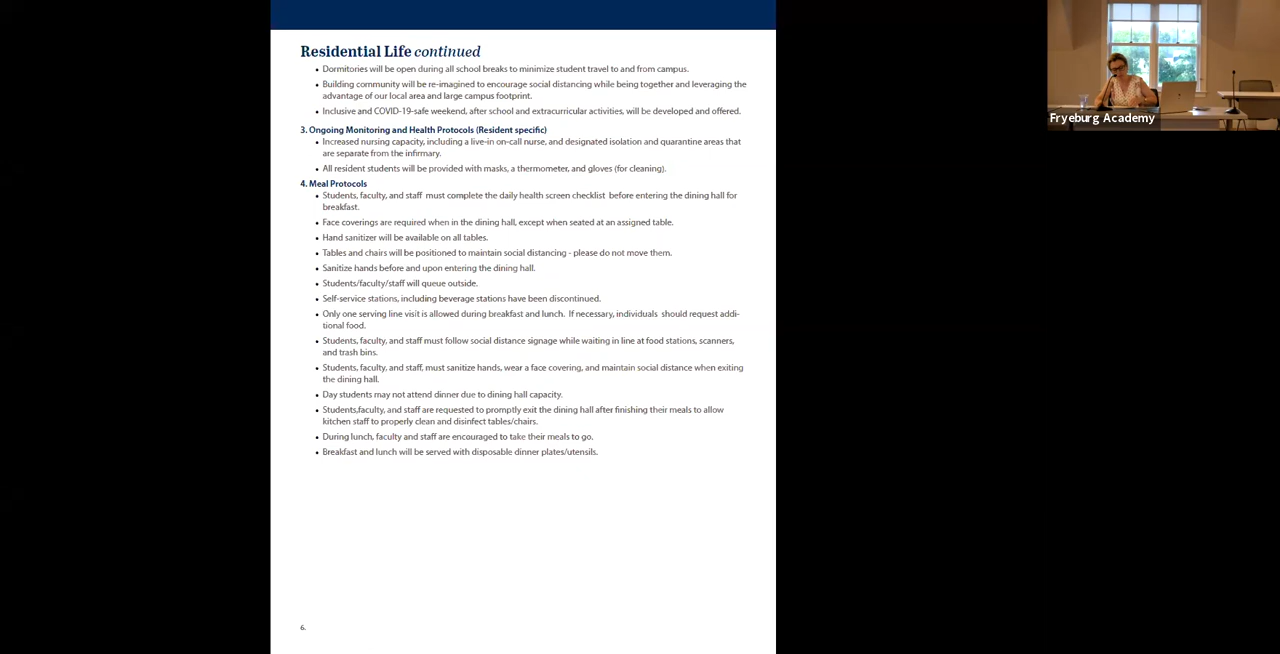 Residential Life continued
• Dormitories will be open during all school breaks to minimize student travel to and from campus.
• Building community will be re-imagined to encourage social distancing while being together and leveraging the
advantage of our local area and large campus footprint.
• Inclusive and COVID-19-safe weekend, after school and extracurricular activities, will be developed and offered.
3. Ongoing Monitoring and Health Protocols (Resident specific)
• Increased nursing capacity, including a live-in on-call nurse, and designated isolation and quarantine areas that
are separate from the infirmary.
• All resident students will be provided with masks, a thermometer, and gloves (for cleaning).
4. Meal Protocols
• Students, faculty, and staff must complete the daily health screen checklist before entering the dining hall for
breakfast.
• Face coverings are required when in the dining hall, except when seated at an assigned table.
• Hand sanitizer will be available on all tables.
• Tables and chairs will be positioned to maintain social distancing - please do not move them.
• Sanitize hands before and upon entering the dining hall.
• Students/faculty/staff will queue outside.
• Self-service stations, including beverage stations have been discontinued.
• Only one serving line visit is allowed during breakfast and lunch. If necessary, individuals should request addi-
tional food.
• Students, faculty, and staff must follow social distance signage while waiting in line at food stations, scanners,
and trash bins.
• Students, faculty, and staff, must sanitize hands, wear a face covering, and maintain social distance when exiting
the dining hall.
• Day students may not attend dinner due to dining hall capacity.
• Students,faculty, and staff are requested to promptly exit the dining hall after finishing their meals to allow
kitchen staff to properly clean and disinfect tables/chairs.
• During lunch, faculty and staff are encouraged to take their meals to go.
• Breakfast and lunch will be served with disposable dinner plates/utensils.
6.
Fryeburg Academy